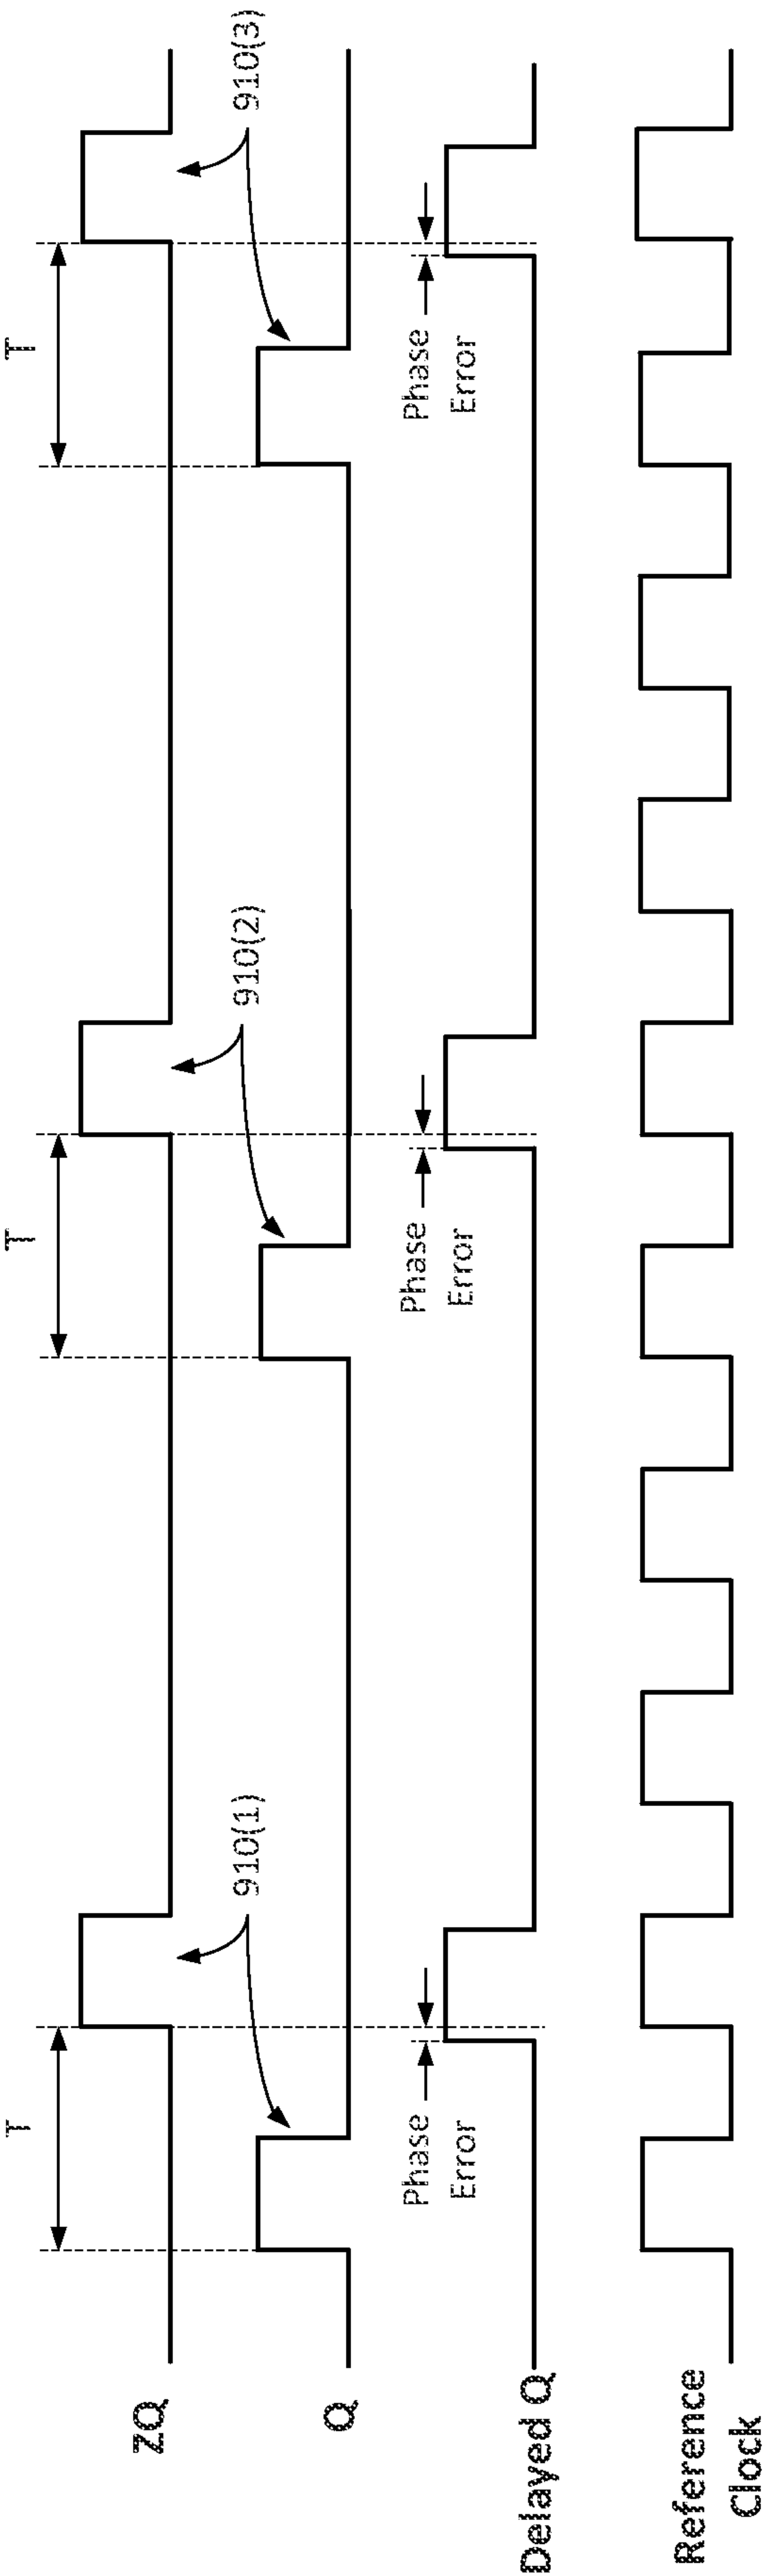 T
T
T
ZQ
910(1)
910(2)
910(3)
Q
Phase
Error
Phase
Error
Phase
Error
Delayed Q
Reference
Clock